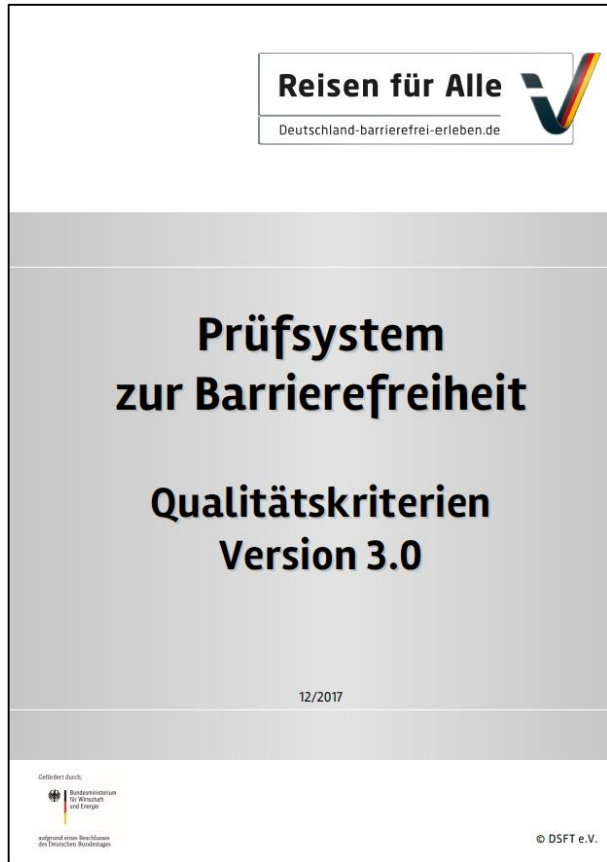 Reisen für Alle
Deutschland-barrierefrei-erleben.de
Prüfsystem
zur Barrierefreiheit
Qualitätskriterien
Version 3.0
12/2017
Gefördert durch:
Bundesministerium
für Wirtschaft
und Energie
aufgrund eines Beschlusses
des Deutschen Bundestages
© DSFT e.V.